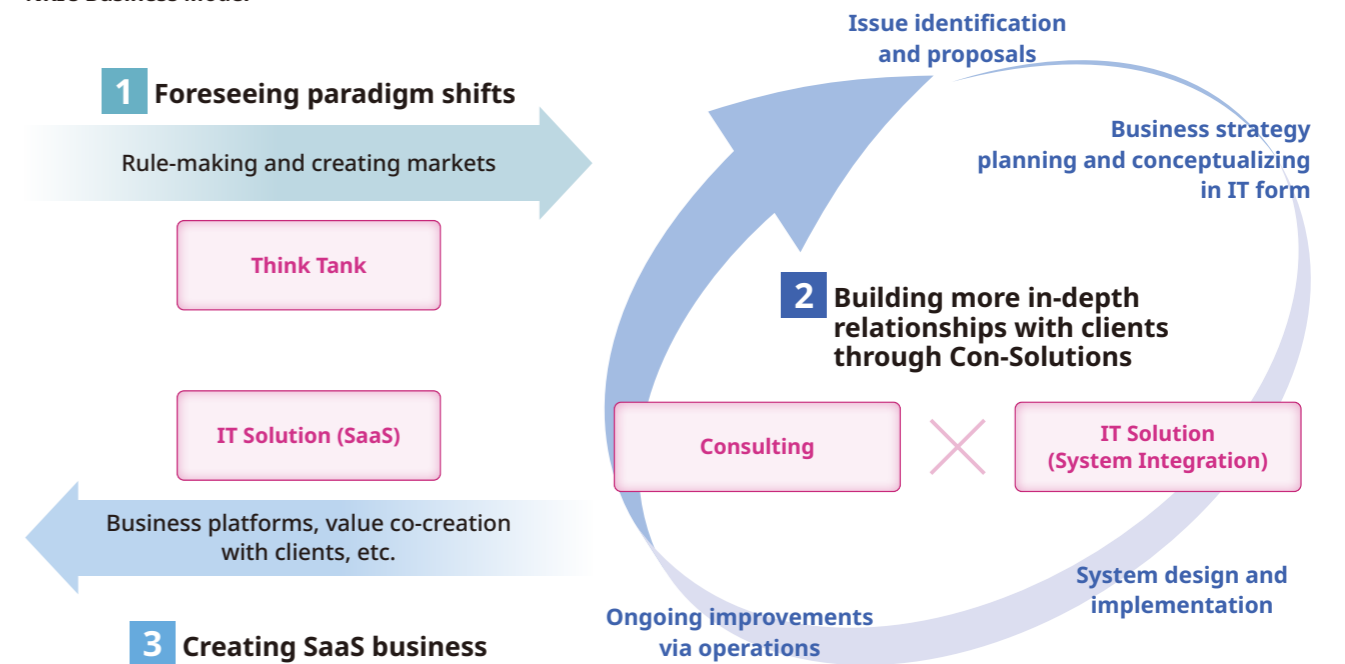 1 Foreseeing paradigm shifts
Rule-making and creating markets
Think Tank
IT Solution (SaaS)
Business platforms, value co-creation
with clients, etc.
3 Creating SaaS business
Issue identification
and proposals
Business strategy
planning and conceptualizing
in IT form
2 Building more in-depth
relationships with clients
through Con-Solutions
Consulting
IT Solution
(System Integration)
System design and
implementation
Ongoing improvements
via operations